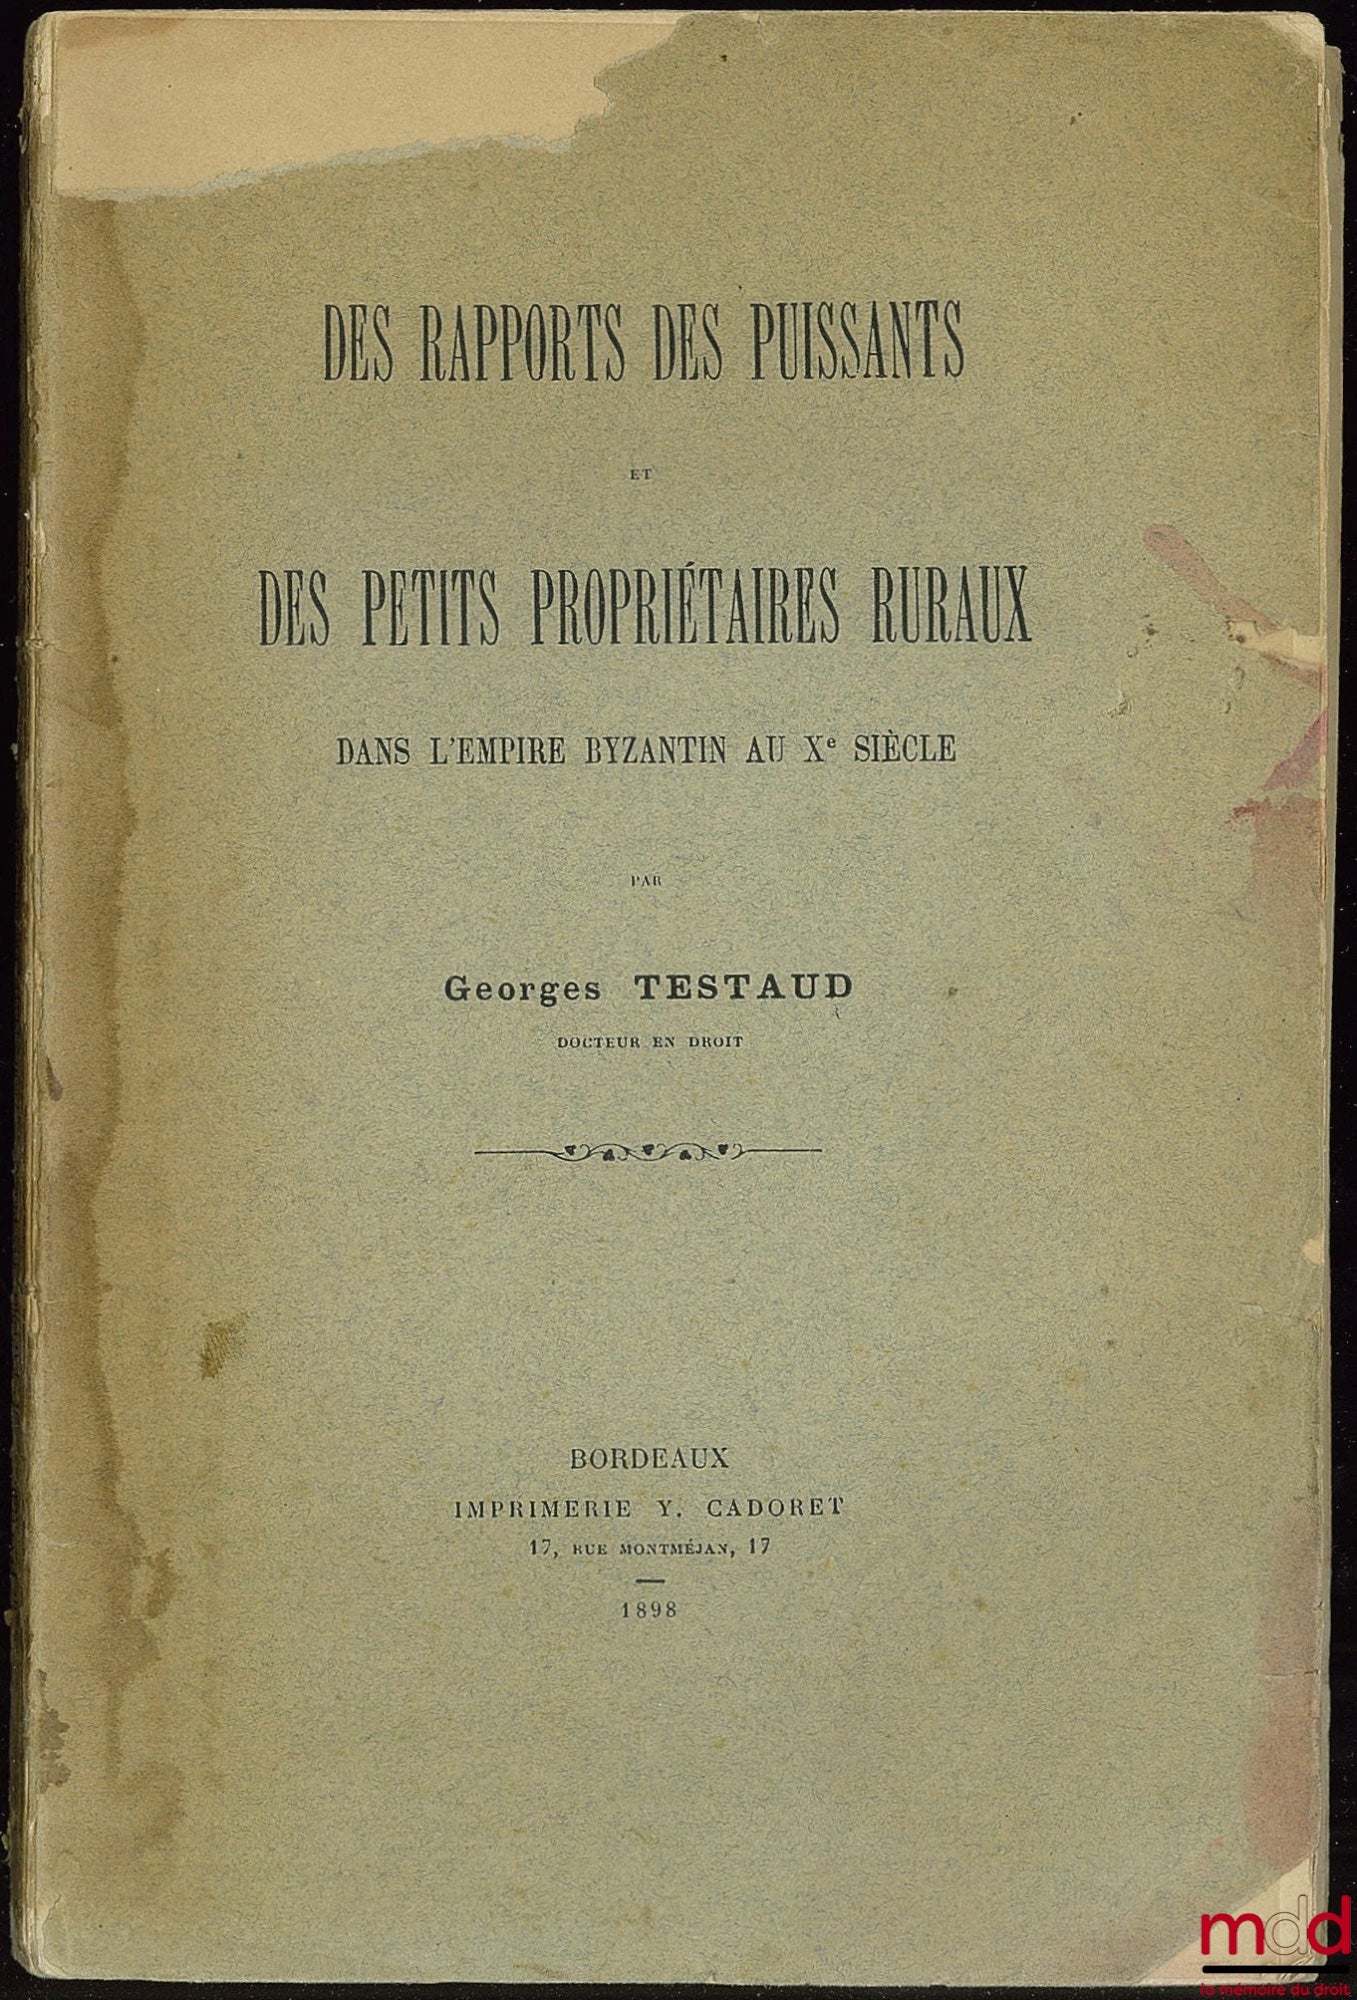 DES RAPPORTS DES PUISSANTS
ET
DES PETITS PROPRIÉTAIRES RURAUX
DANS L'EMPIRE BYZANTIN AU Xe SIÈCLE
PAR
Georges TESTAUD
DOCTEUR EN DROIT
BORDEAUX
IMPRIMERIE Y. CADORET
17, RUE MONTMÉJAN, 17
1898
mdd
la mémoire du droit